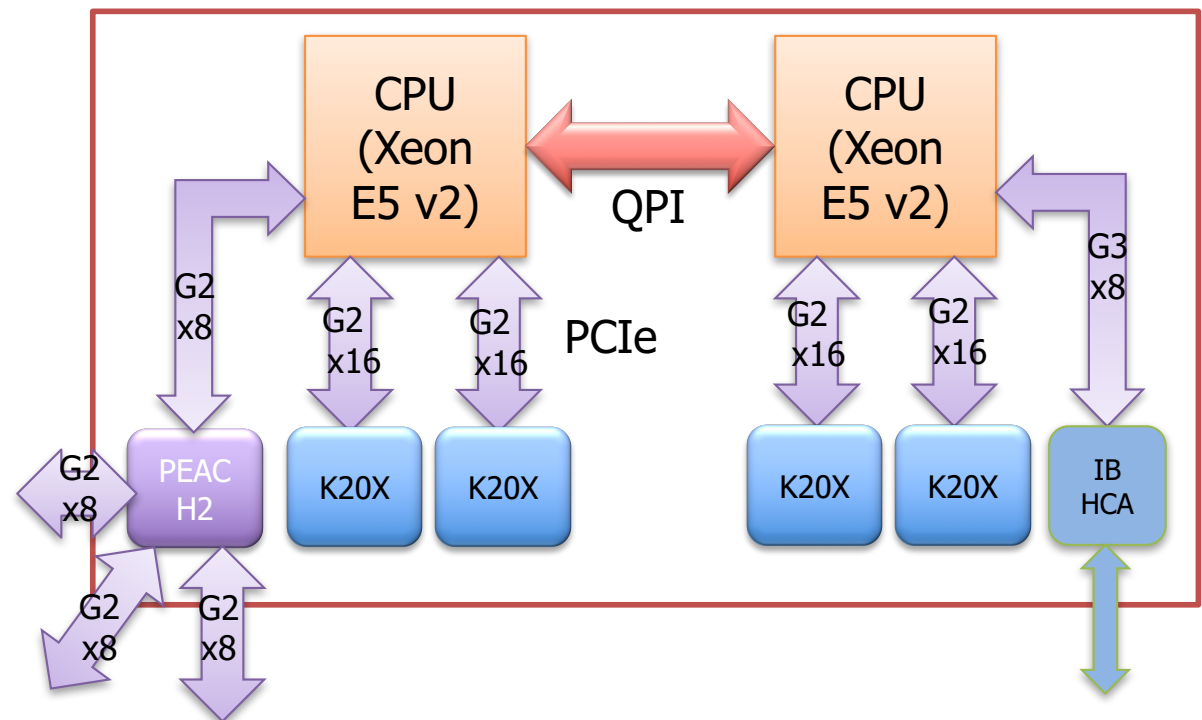 CPU
(Xeon
E5 v2)
CPU
(Xeon
E5 v2)
QPI
G2
x8
G2
x16
G2
x16
PCIe
G2
x16
G2
x16
G3
x8
G2
x8
PEAC
H2
K20X
K20X
K20X
K20X
IB
HCA
G2
x8
G2
x8